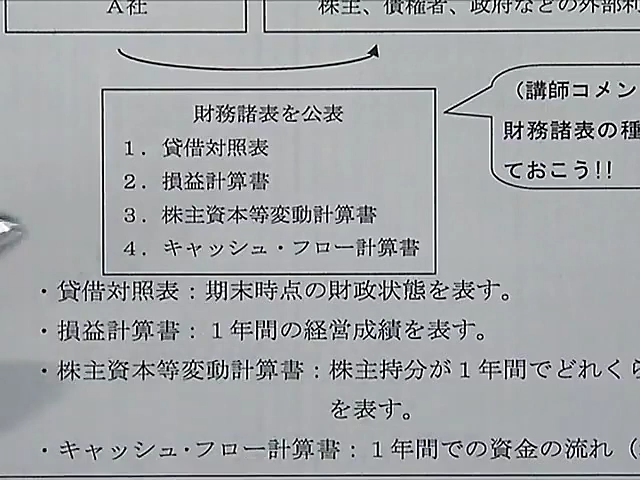 A社
株主、債権者、政府などの外部利
財務諸表を公表
1．貸借対照表
2．損益計算書
3．株主資本等変動計算書
4．キャッシュ・フロー計算書
（講師コメン
財務諸表の種
ておこう!!
・貸借対照表：期末時点の財政状態を表す。
・損益計算書：1年間の経営成績を表す。
・株主資本等変動計算書：株主持分が1年間でどれくら
を表す。
・キャッシュ・フロー計算書：1年間での資金の流れ（